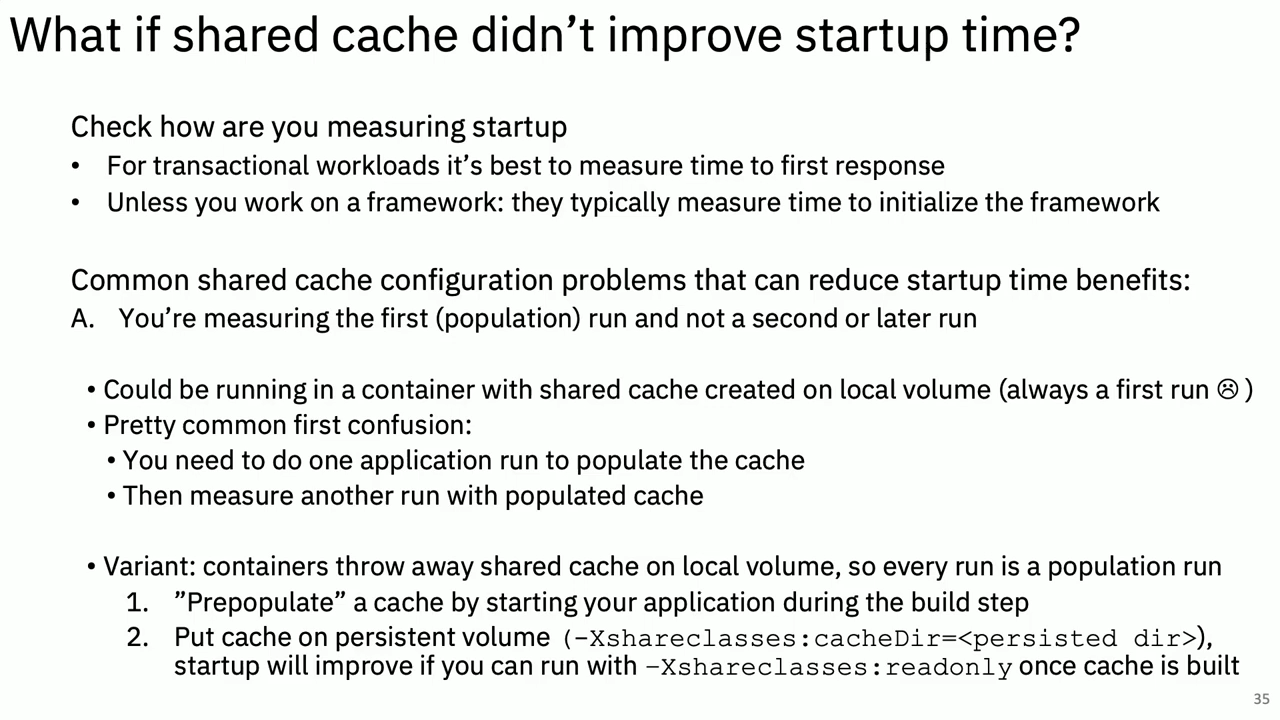 What if shared cache didn’t improve startup time?
Check how are you measuring startup
• For transactional workloads it’s best to measure time to first response
• Unless you work on a framework: they typically measure time to initialize the framework
Common shared cache configuration problems that can reduce startup time benefits:
A. You’re measuring the first (population) run and not a second or later run
• Could be running in a container with shared cache created on local volume (always a first run ☹ )
• Pretty common first confusion:
• You need to do one application run to populate the cache
• Then measure another run with populated cache
• Variant: containers throw away shared cache on local volume, so every run is a population run
1. ”Prepopulate” a cache by starting your application during the build step
2. Put cache on persistent volume (–Xshareclasses:cacheDir=<persisted dir>),
startup will improve if you can run with –Xshareclasses:readonly once cache is built
35